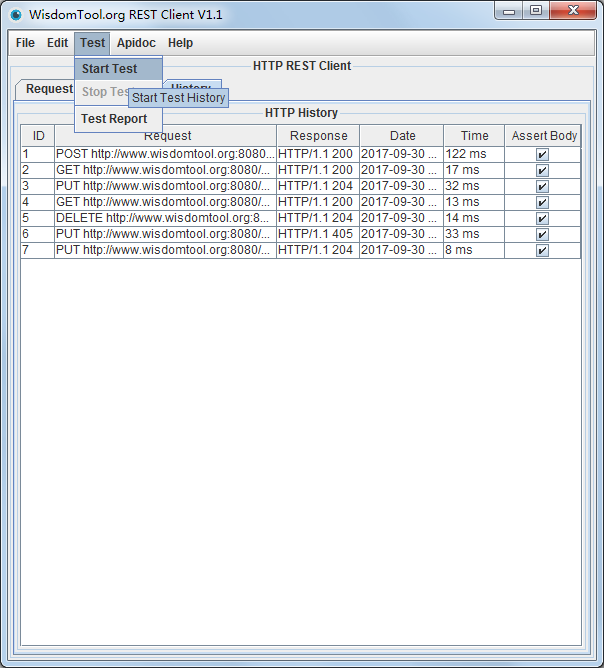 WisdomTool.org REST Client V1.1
File Edit Test Apidoc Help
Start Test
HTTP REST Client
Request
Stop Te
History
Start Test History
Test Report
HTTP History
ID Request Response Date Time Assert Body
1 POST http://www.wisdomtool.org:8080... HTTP/1.1 200 2017-09-30 ... 122 ms
2 GET http://www.wisdomtool.org:8080/... HTTP/1.1 200 2017-09-30 ... 17 ms
3 PUT http://www.wisdomtool.org:8080/... HTTP/1.1 204 2017-09-30 ... 32 ms
4 GET http://www.wisdomtool.org:8080/... HTTP/1.1 200 2017-09-30 ... 13 ms
5 DELETE http://www.wisdomtool.org:8... HTTP/1.1 204 2017-09-30 ... 14 ms
6 PUT http://www.wisdomtool.org:8080/... HTTP/1.1 405 2017-09-30 ... 33 ms
7 PUT http://www.wisdomtool.org:8080/... HTTP/1.1 204 2017-09-30 ... 8 ms